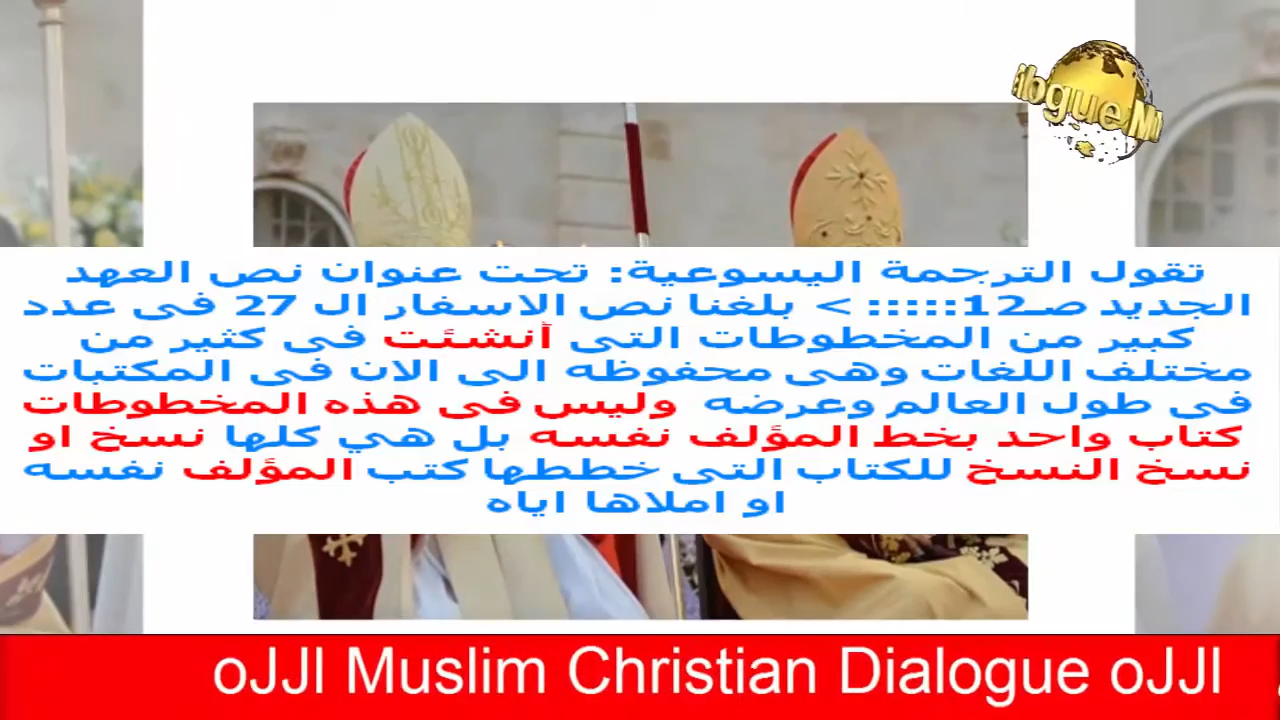 ilogue Mu
تقول الترجمة اليسوعية: تحت عنوان نص العهد
الجديد صـ12::::: > بلغنا نص الاسفار ال 27 فى عدد
كبير من المخطوطات التى أنشئت فى كثير من
مختلف اللغات وهى محفوظه الى الان فى المكتبات
فى طول العالم وعرضه وليس فى هذه المخطوطات
كتاب واحد بخط المؤلف نفسه بل هي كلها نسخ او
نسخ النسخ للكتاب التى خططها كتب المؤلف نفسه
او املاها اياه
oJJI Muslim Christian Dialogue oJJI